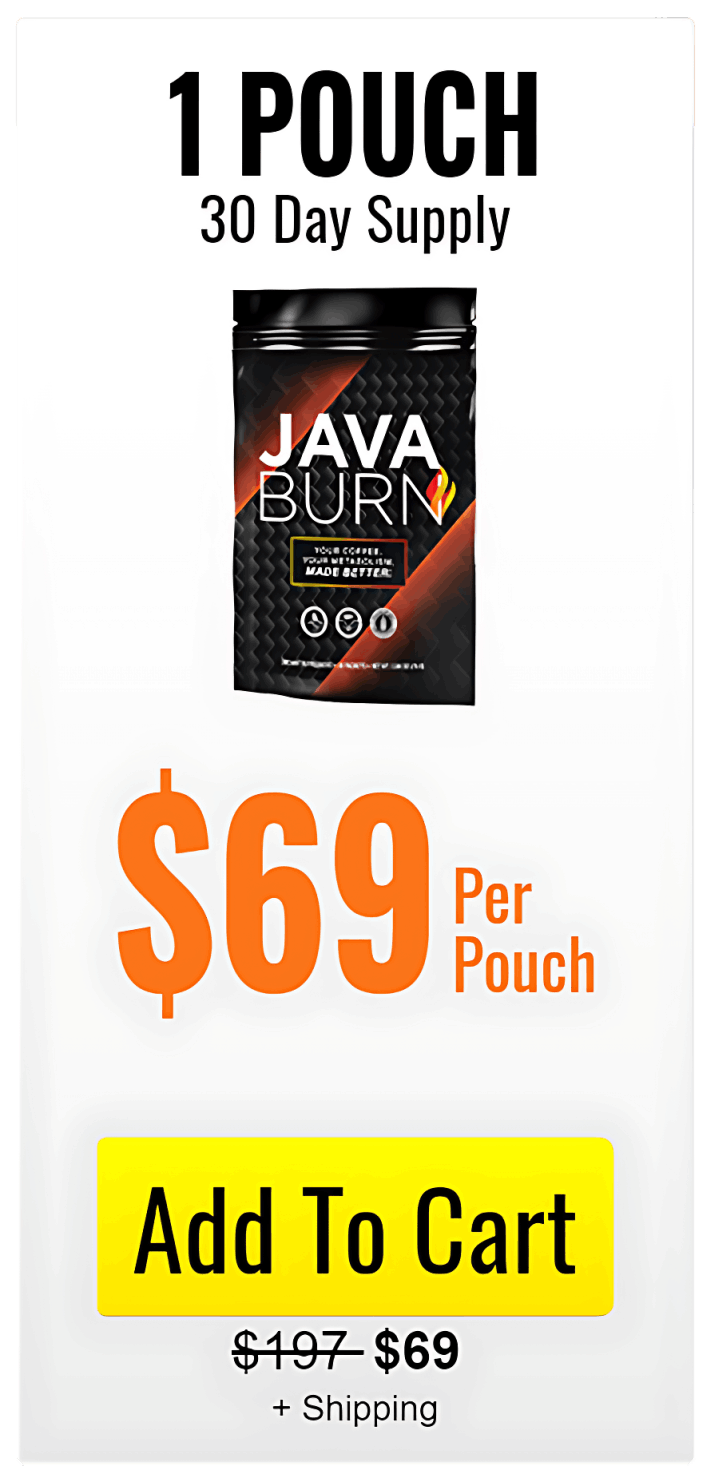 1 POUCH
30 Day Supply
JAVA
BURN
YOUR COFFEE.
YOUR METABOLISM.
MADE BETTER.
$69 Per
Pouch
Add To Cart
$197 $69
+ Shipping